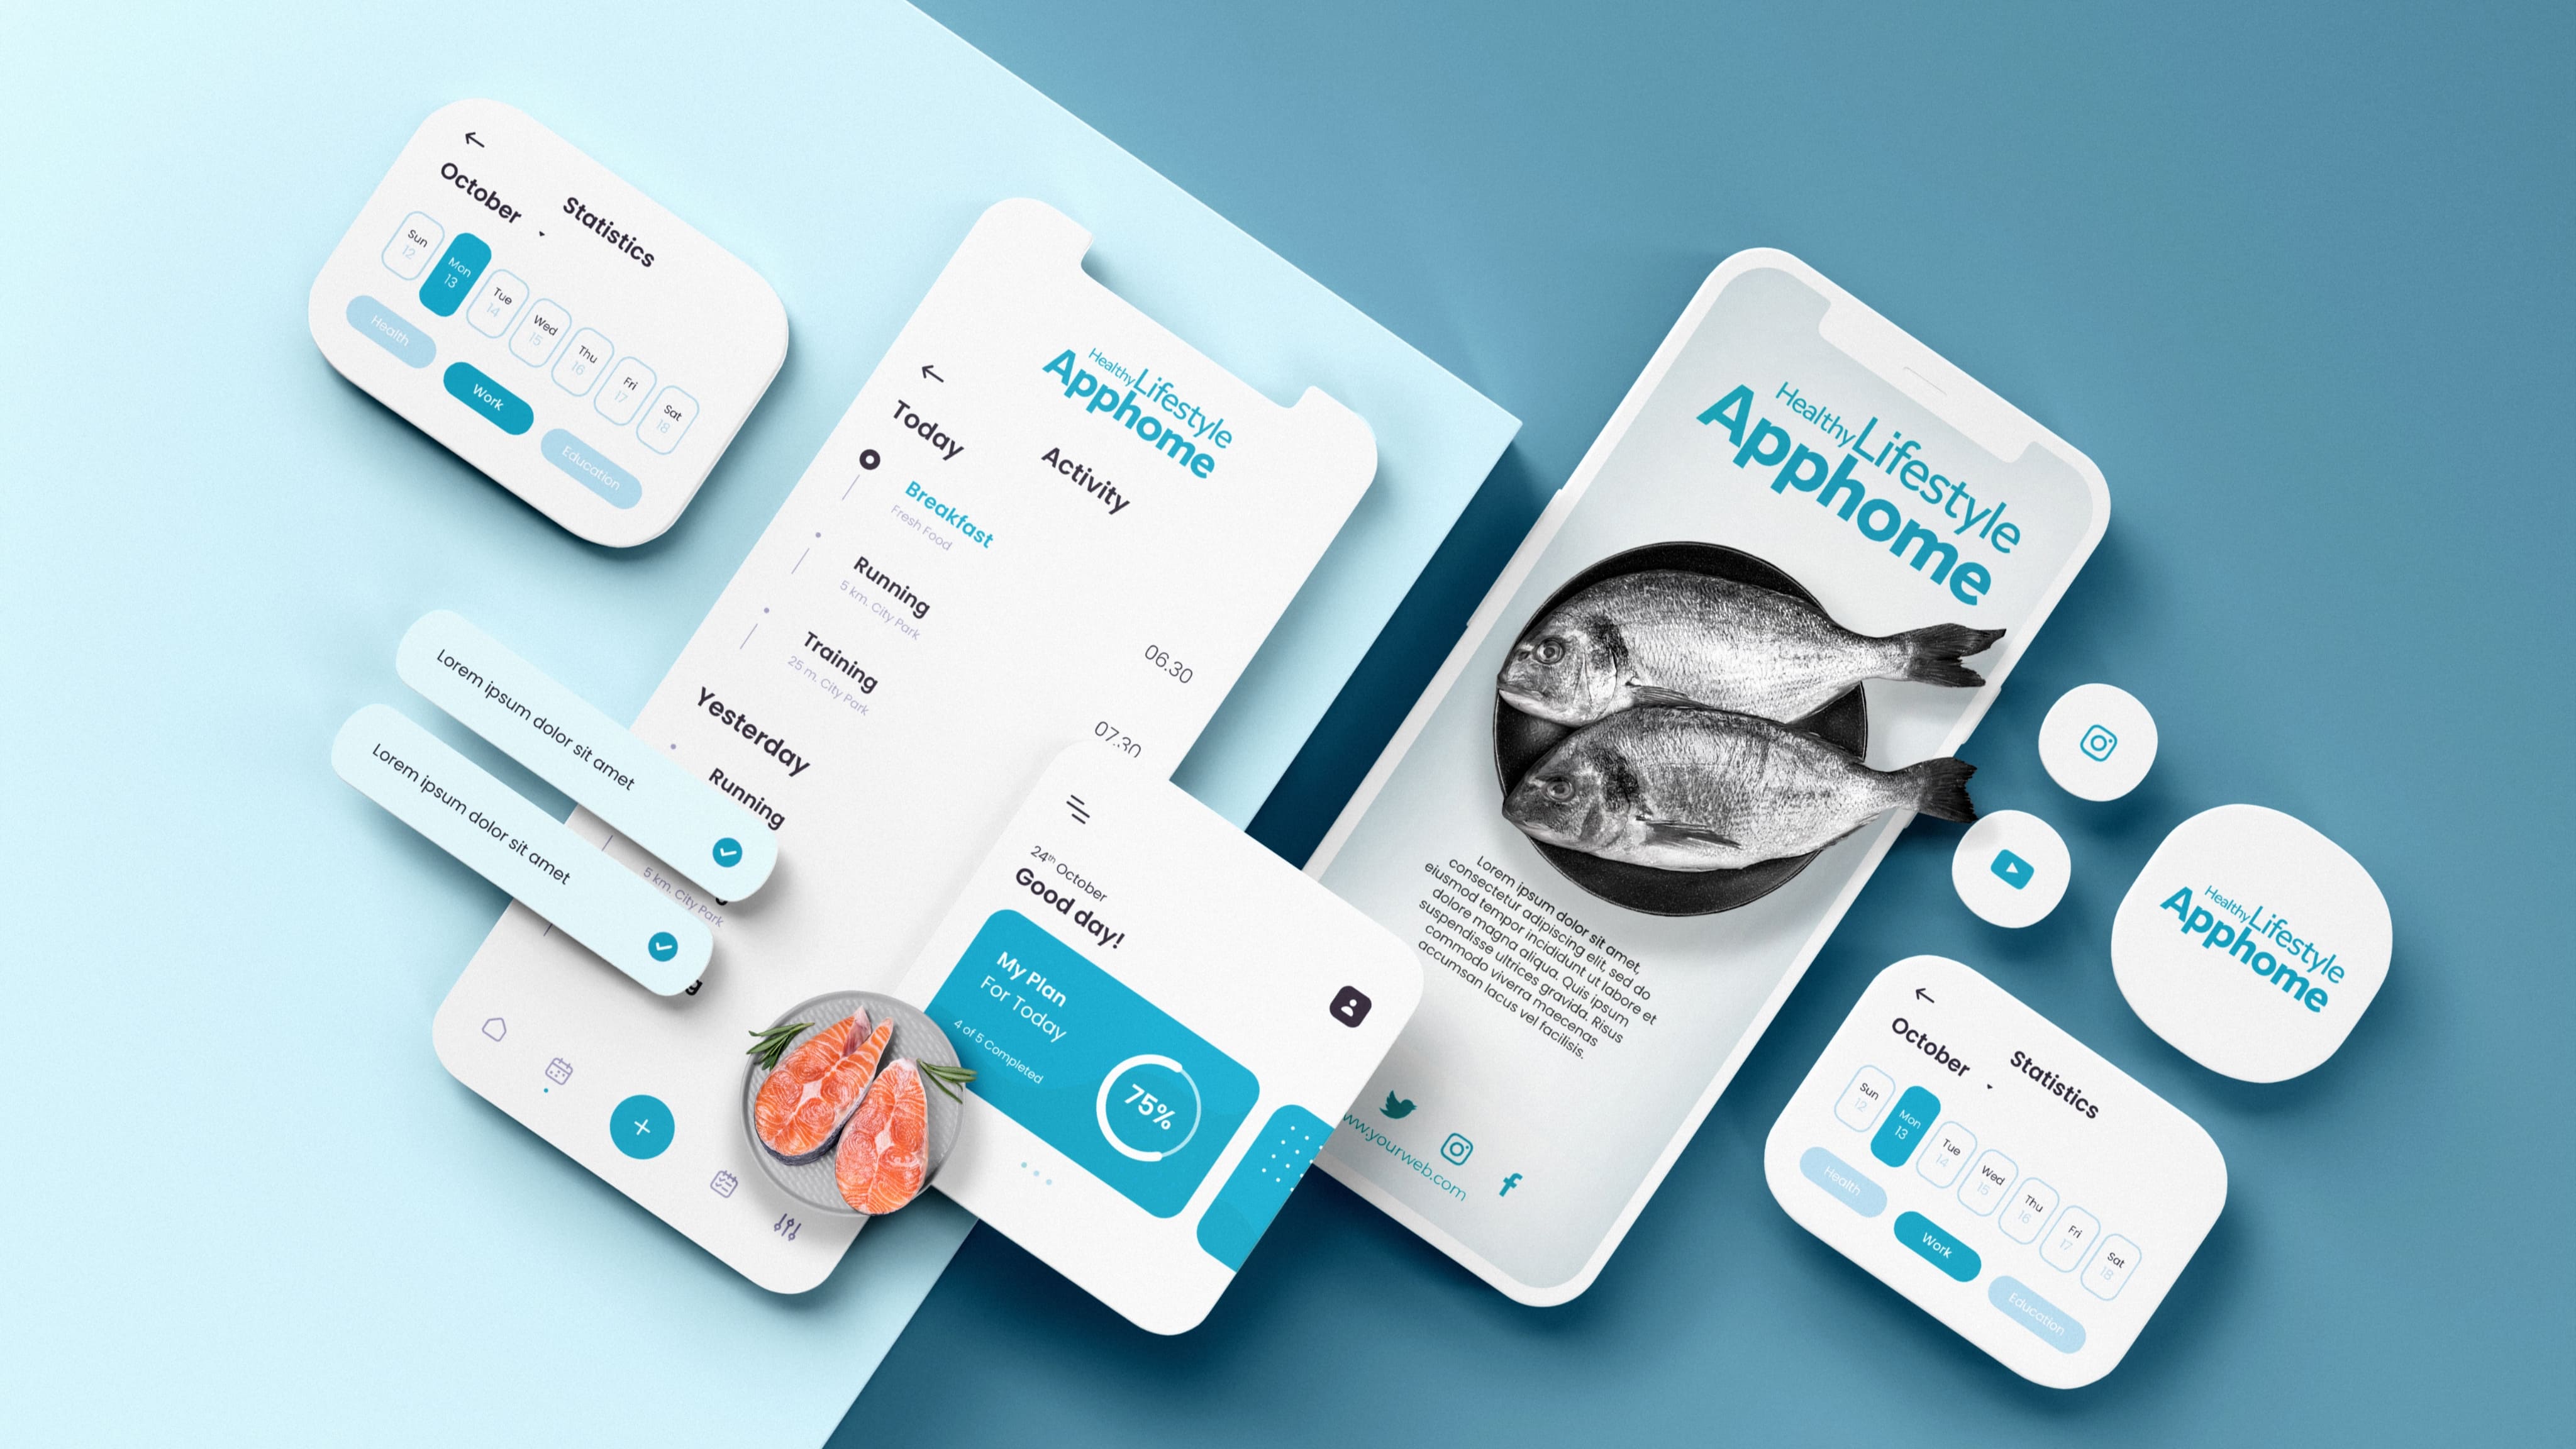 October
Statistics
Sun
12
Mon
13
Tue
14
Wed
15
Thu
16
Fri
17
Sat
18
Health
Work
Education
Healthy Lifestyle
Apphome
Today
Activity
Breakfast
Fresh Food
Running
5 km. City Park
06.30
Training
25 m. City Park
07.30
Yesterday
Running
5 km. City Park
Lorem ipsum dolor sit amet
Lorem ipsum dolor sit amet
24th October
Good day!
My Plan
For Today
4 of 5 Completed
75%
Healthy Lifestyle
Apphome
Lorem ipsum dolor sit amet,
consectetur adipiscing elit, sed do
eiusmod tempor incididunt ut labore et
dolore magna aliqua. Quis ipsum
suspendisse ultrices gravida. Risus
commodo viverra maecenas
accumsan lacus vel facilisis.
www.yourweb.com
Healthy Lifestyle
Apphome
October
Statistics
Sun
12
Mon
13
Tue
14
Wed
15
Thu
16
Fri
17
Sat
18
Health
Work
Education